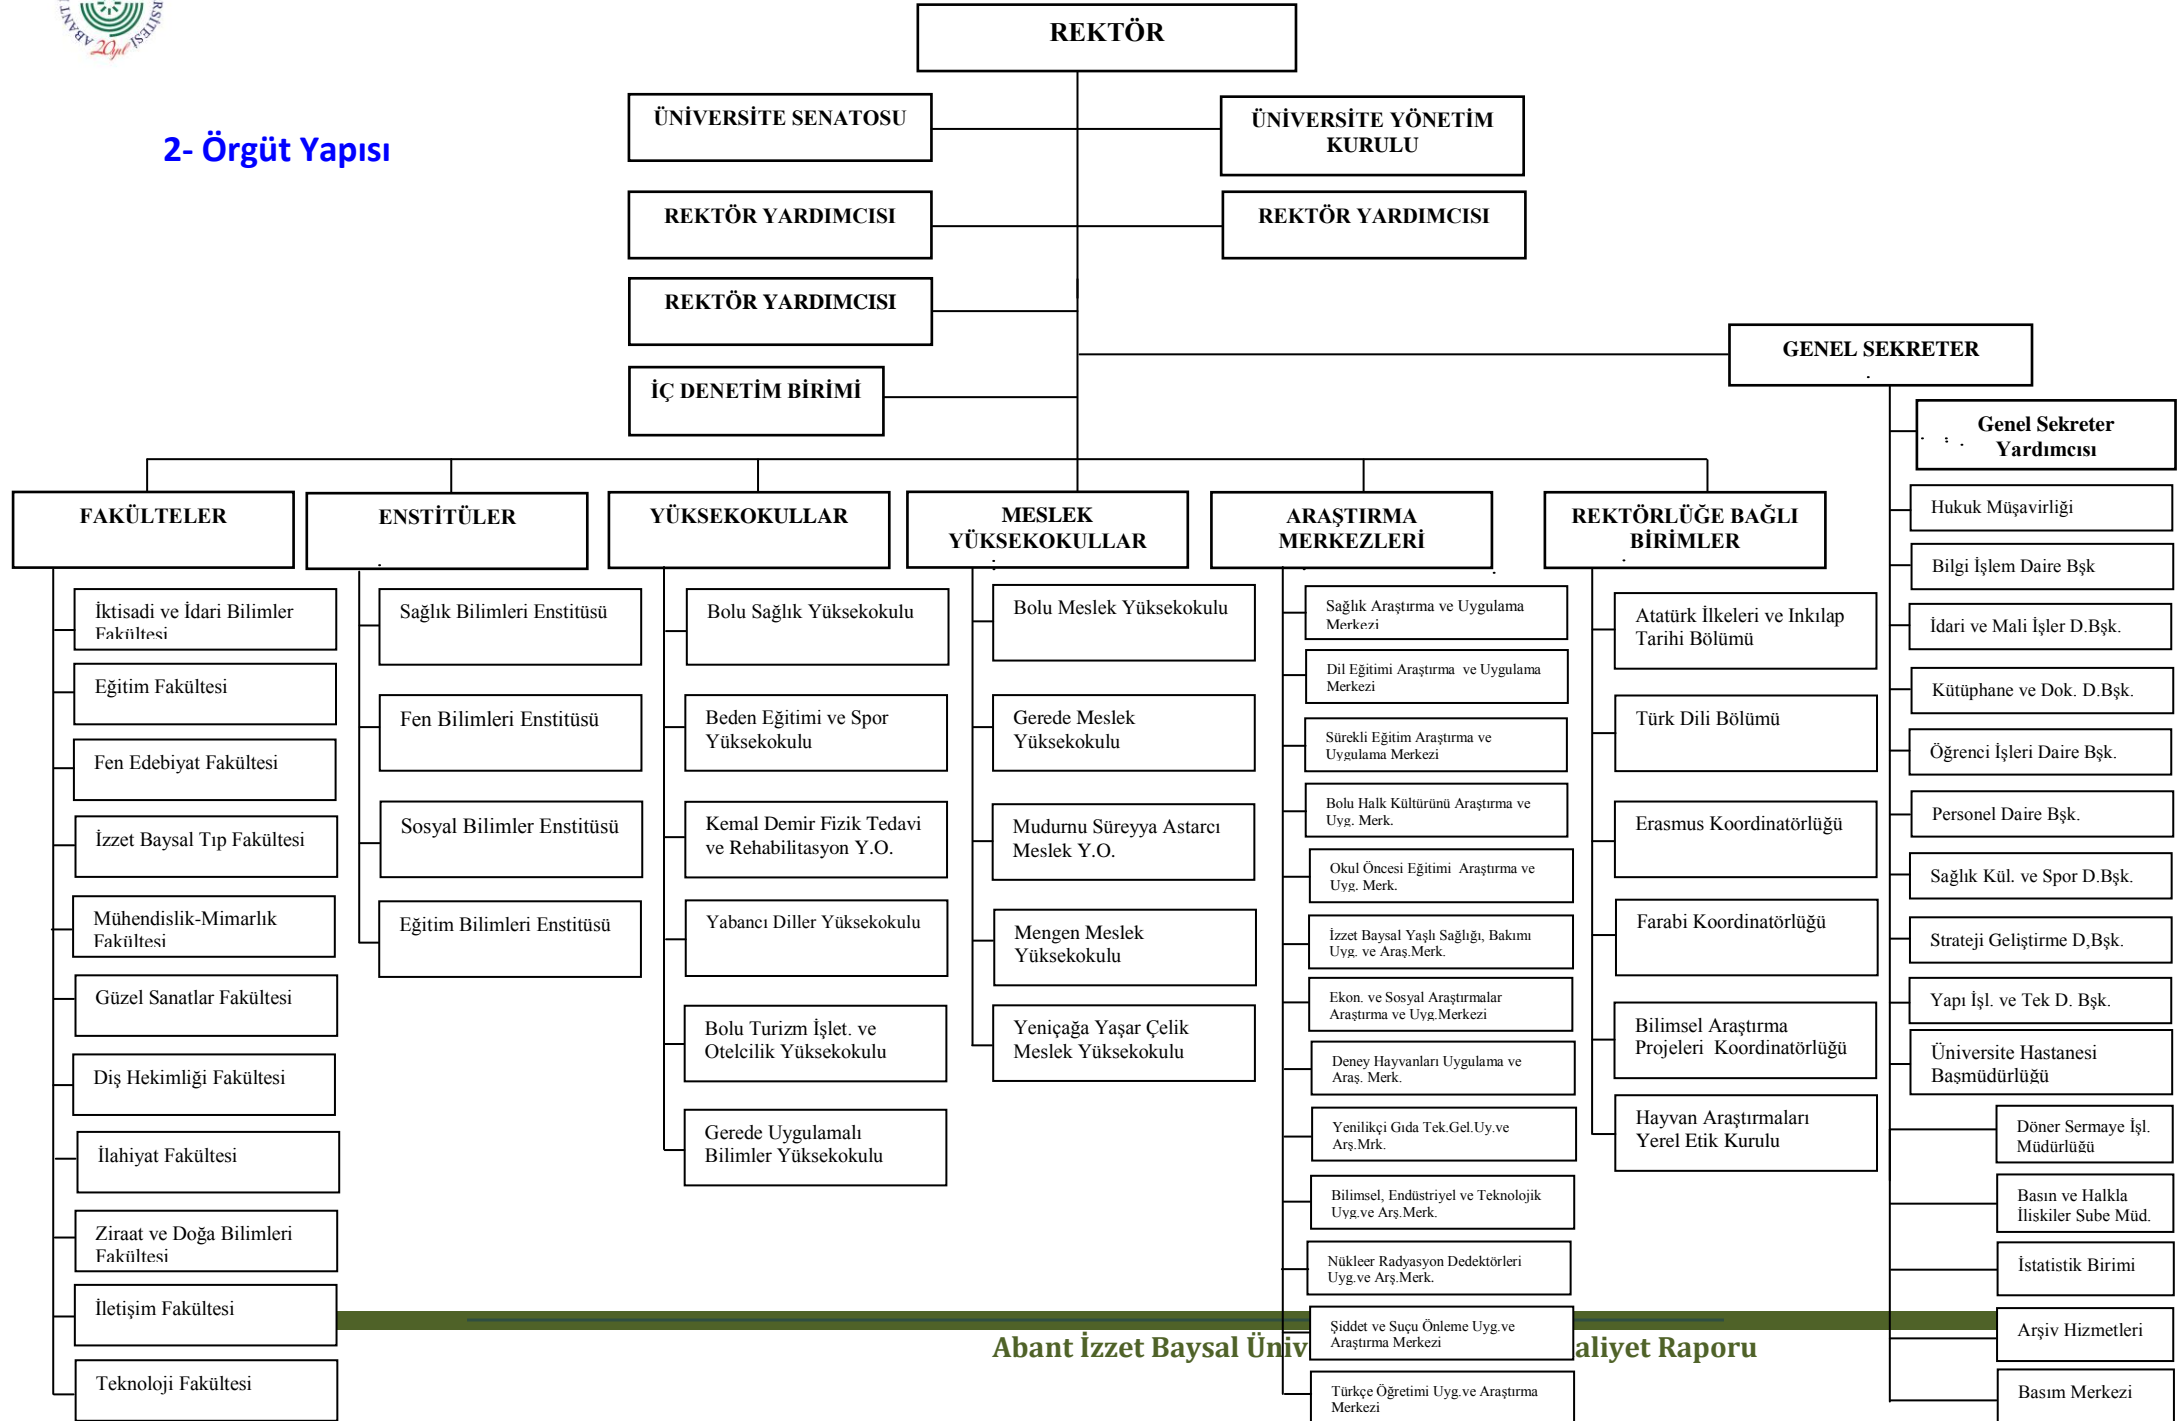 RSİTESİ
ABANT
20.yıl
REKTÖR
ÜNİVERSİTE SENATOSU
ÜNİVERSİTE YÖNETİM
KURULU
2- Örgüt Yapısı
REKTÖR YARDIMCISI
REKTÖR YARDIMCISI
REKTÖR YARDIMCISI
GENEL SEKRETER
İÇ DENETİM BİRİMİ
Genel Sekreter
Yardımcısı
FAKÜLTELER
İktisadi ve İdari Bilimler
Fakültesi
Eğitim Fakültesi
Fen Edebiyat Fakültesi
İzzet Baysal Tıp Fakültesi
Mühendislik-Mimarlık
Fakültesi
Güzel Sanatlar Fakültesi
Diş Hekimliği Fakültesi
İlahiyat Fakültesi
Ziraat ve Doğa Bilimleri
Fakültesi
İletişim Fakültesi
Teknoloji Fakültesi
ENSTİTÜLER
Sağlık Bilimleri Enstitüsü
Fen Bilimleri Enstitüsü
Sosyal Bilimler Enstitüsü
Eğitim Bilimleri Enstitüsü
YÜKSEKOKULLAR
Bolu Sağlık Yüksekokulu
Beden Eğitimi ve Spor
Yüksekokulu
Kemal Demir Fizik Tedavi
ve Rehabilitasyon Y.O.
Yabancı Diller Yüksekokulu
Bolu Turizm İşlet. ve
Otelcilik Yüksekokulu
Gerede Uygulamalı
Bilimler Yüksekokulu
MESLEK
YÜKSEKOKULLAR
Bolu Meslek Yüksekokulu
Gerede Meslek
Yüksekokulu
Mudurnu Süreyya Astarcı
Meslek Y.O.
Mengen Meslek
Yüksekokulu
Yeniçağa Yaşar Çelik
Meslek Yüksekokulu
ARAŞTIRMA
MERKEZLERİ
Sağlık Araştırma ve Uygulama
Merkezi
Dil Eğitimi Araştırma ve Uygulama
Merkezi
Sürekli Eğitim Araştırma ve
Uygulama Merkezi
Bolu Halk Kültürünü Araştırma ve
Uyg. Merk.
Okul Öncesi Eğitimi Araştırma ve
Uyg. Merk.
İzzet Baysal Yaşlı Sağlığı, Bakımı
Uyg. ve Araş.Merk.
Ekon. ve Sosyal Araştırmalar
Araştırma ve Uyg.Merkezi
Deney Hayvanları Uygulama ve
Araş. Merk.
Yenilikçi Gıda Tek.Gel.Uy.ve
Arş.Mrk.
Bilimsel, Endüstriyel ve Teknolojik
Uyg.ve Arş.Merk.
Nükleer Radyasyon Dedektörleri
Uyg.ve Arş.Merk.
Şiddet ve Suçu Önleme Uyg.ve
Araştırma Merkezi
Türkçe Öğretimi Uyg.ve Araştırma
Merkezi
REKTÖRLÜĞE BAĞLI
BİRİMLER
Atatürk İlkeleri ve Inkılap
Tarihi Bölümü
Türk Dili Bölümü
Erasmus Koordinatörlüğü
Farabi Koordinatörlüğü
Bilimsel Araştırma
Projeleri Koordinatörlüğü
Hayvan Araştırmaları
Yerel Etik Kurulu
Hukuk Müşavirliği
Bilgi İşlem Daire Bşk
İdari ve Mali İşler D.Bşk.
Kütüphane ve Dok. D.Bşk.
Öğrenci İşleri Daire Bşk.
Personel Daire Bşk.
Sağlık Kül. ve Spor D.Bşk.
Strateji Geliştirme D,Bşk.
Yapı İşl. ve Tek D. Bşk.
Üniversite Hastanesi
Başmüdürlüğü
Döner Sermaye İşl.
Müdürlüğü
Basın ve Halkla
İlişkiler Şube Müd.
İstatistik Birimi
Arşiv Hizmetleri
Basım Merkezi
Abant İzzet Baysal Üniv aliyet Raporu